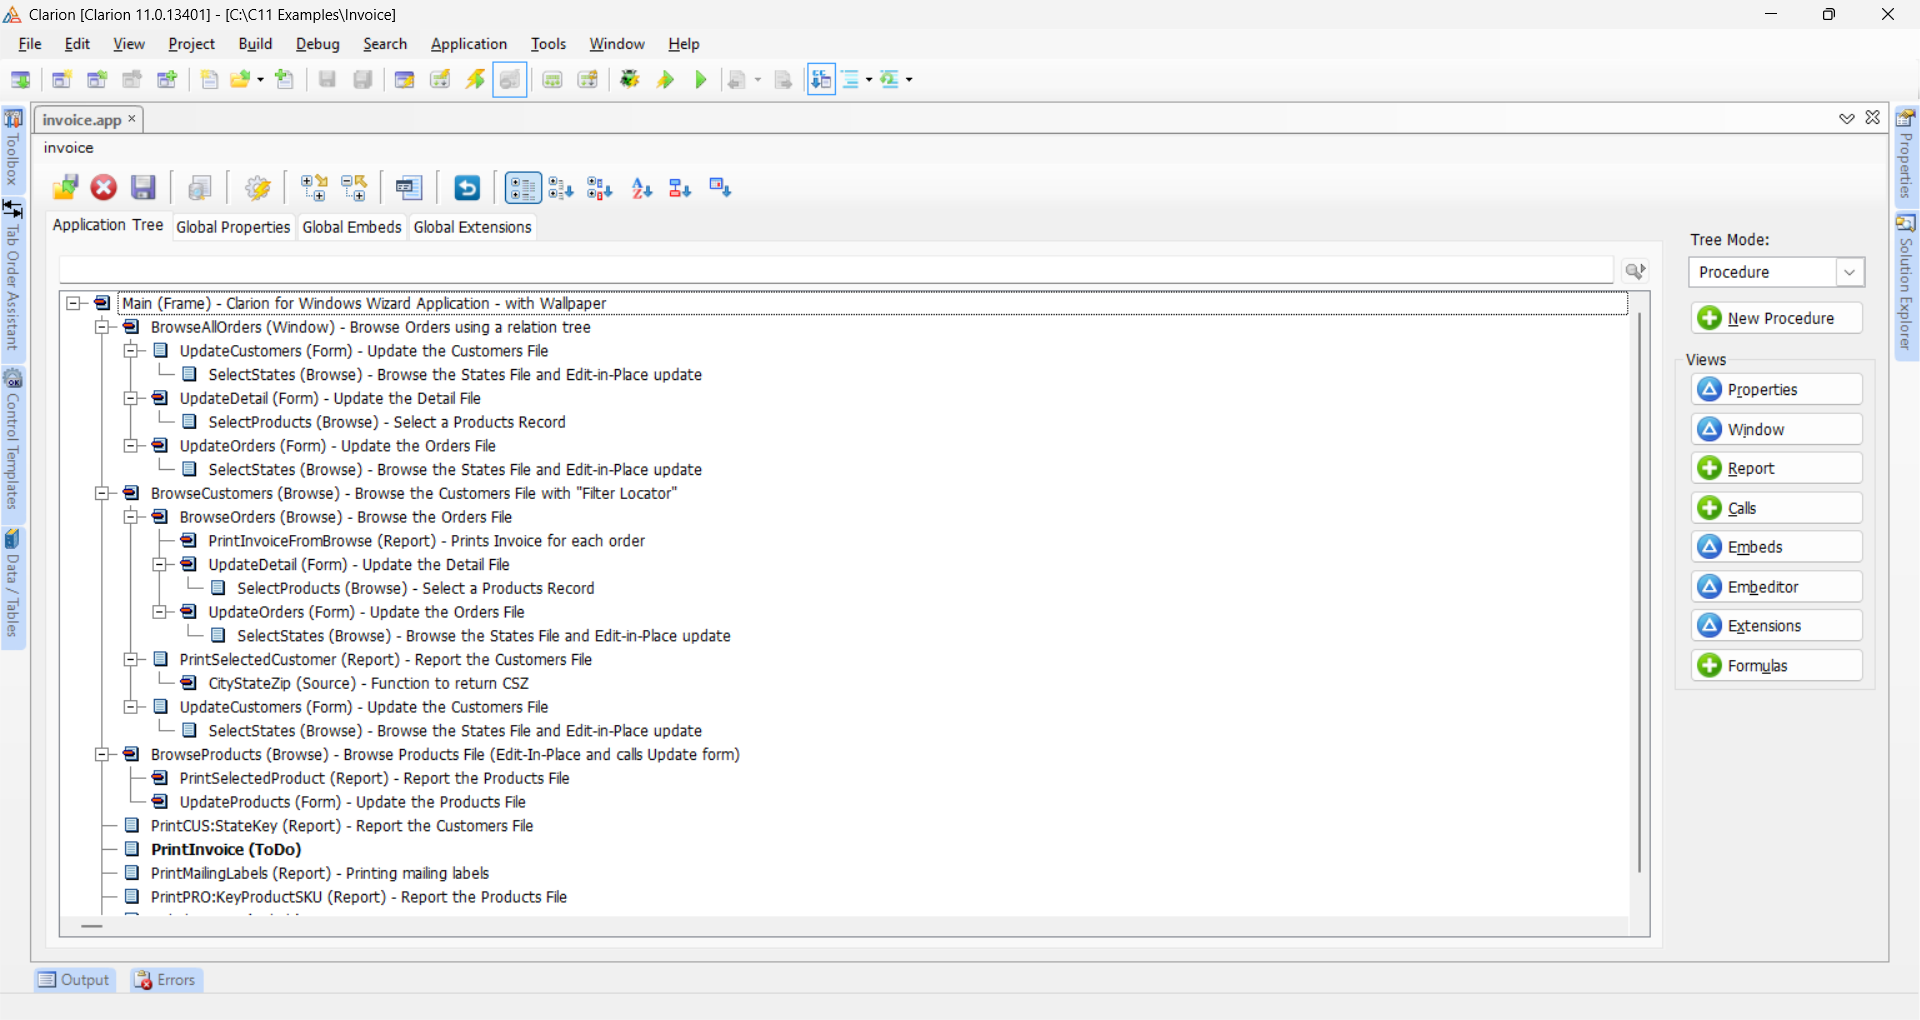 Clarion [Clarion 11.0.13401] - [C:\C11 Examples\Invoice]
File Edit View Project Build Debug Search Application Tools Window Help
invoice.app
invoice
Application Tree Global Properties Global Embeds Global Extensions
Main (Frame) - Clarion for Windows Wizard Application - with Wallpaper
BrowseAllOrders (Window) - Browse Orders using a relation tree
UpdateCustomers (Form) - Update the Customers File
SelectStates (Browse) - Browse the States File and Edit-in-Place update
UpdateDetail (Form) - Update the Detail File
SelectProducts (Browse) - Select a Products Record
UpdateOrders (Form) - Update the Orders File
SelectStates (Browse) - Browse the States File and Edit-in-Place update
BrowseCustomers (Browse) - Browse the Customers File with "Filter Locator"
BrowseOrders (Browse) - Browse the Orders File
PrintInvoiceFromBrowse (Report) - Prints Invoice for each order
UpdateDetail (Form) - Update the Detail File
SelectProducts (Browse) - Select a Products Record
UpdateOrders (Form) - Update the Orders File
SelectStates (Browse) - Browse the States File and Edit-in-Place update
PrintSelectedCustomer (Report) - Report the Customers File
CityStateZip (Source) - Function to return CSZ
UpdateCustomers (Form) - Update the Customers File
SelectStates (Browse) - Browse the States File and Edit-in-Place update
BrowseProducts (Browse) - Browse Products File (Edit-In-Place and calls Update form)
PrintSelectedProduct (Report) - Report the Products File
UpdateProducts (Form) - Update the Products File
PrintCUS:StateKey (Report) - Report the Customers File
PrintInvoice (ToDo)
PrintMailingLabels (Report) - Printing mailing labels
PrintPRO:KeyProductSKU (Report) - Report the Products File
Tree Mode:
Procedure
New Procedure
Views
Properties
Window
Report
Calls
Embeds
Embeditor
Extensions
Formulas
Toolbox
Tab Order Assistant
Control Templates
Data / Tables
Properties
Solution Explorer
Output Errors